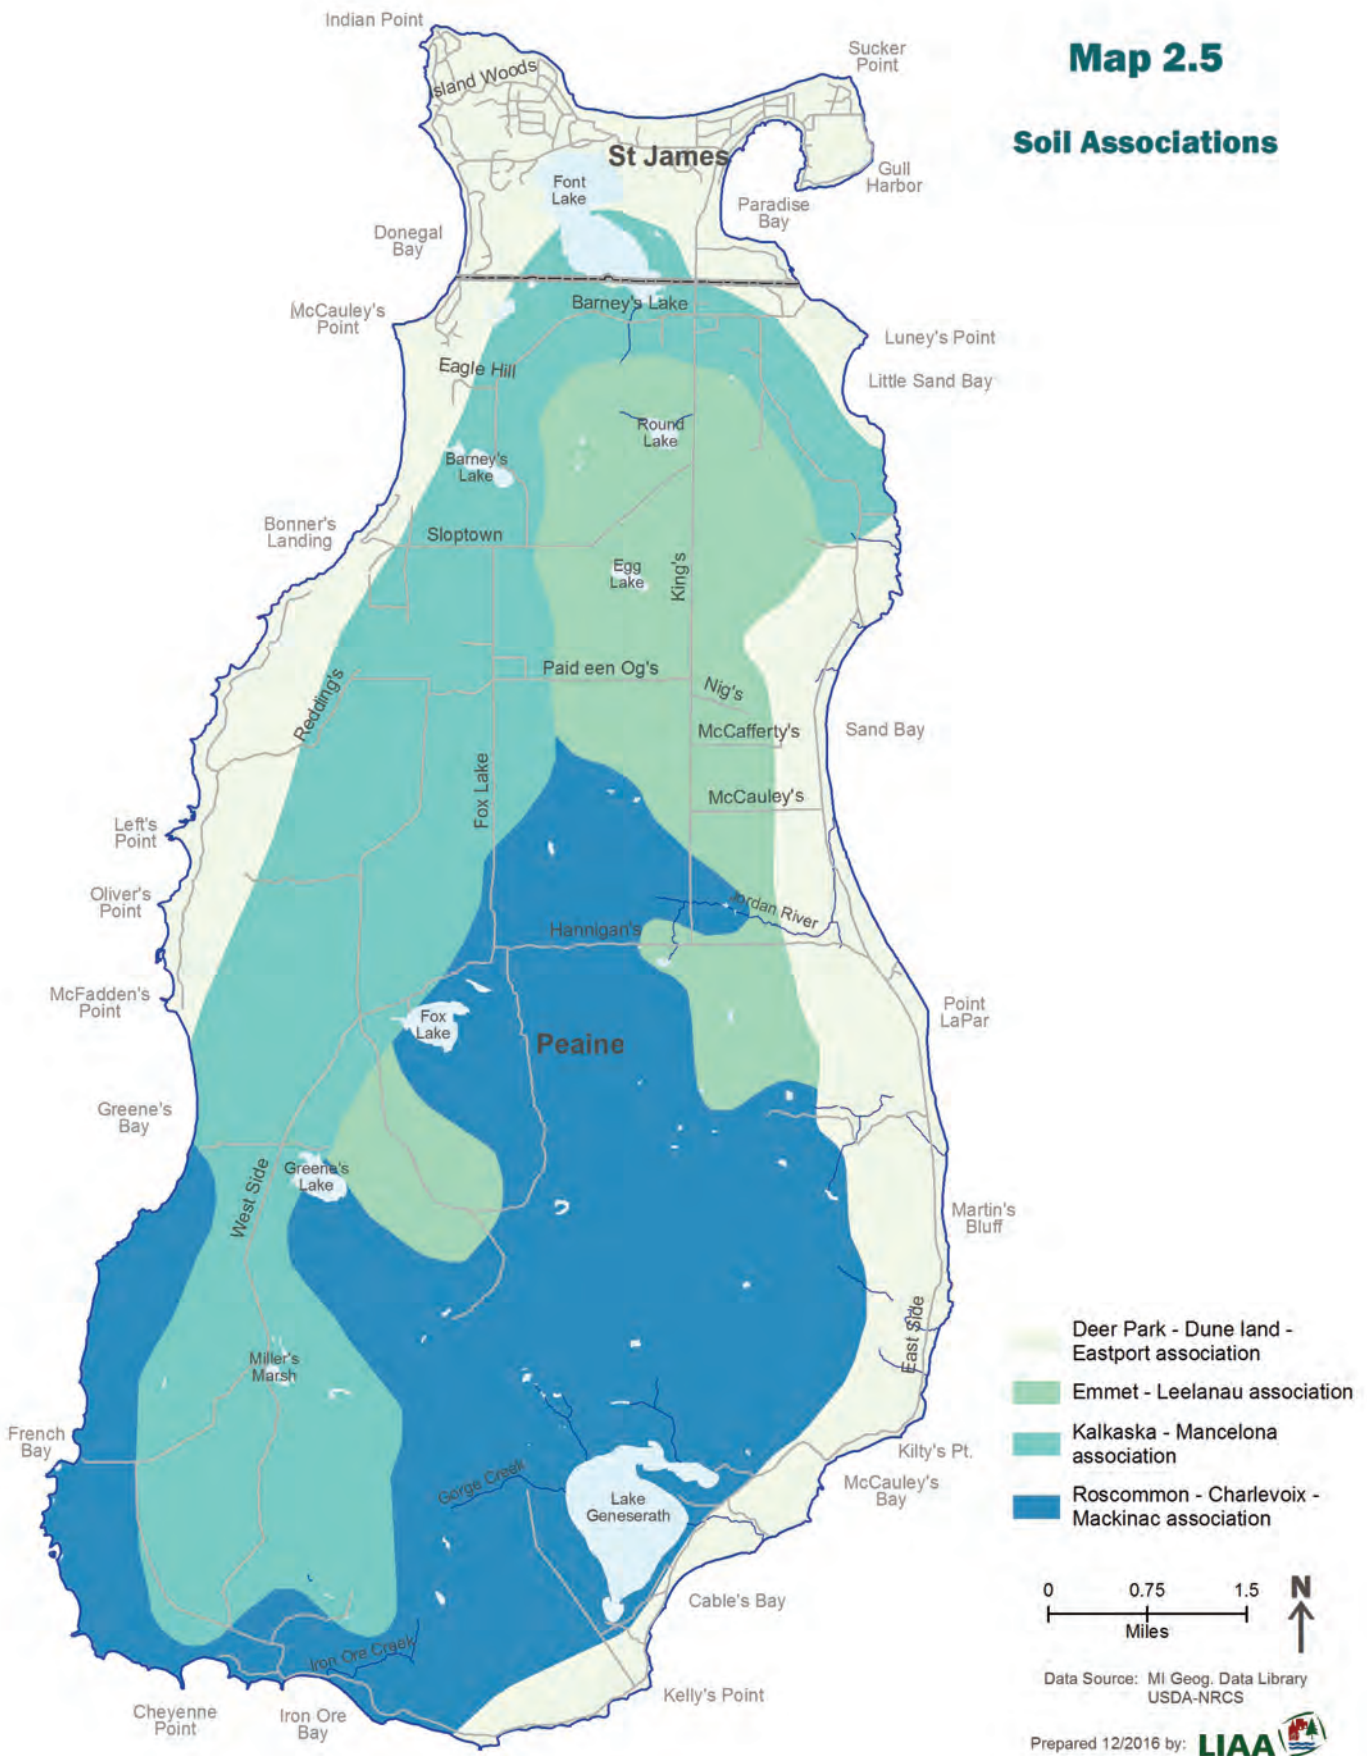 Map 2.5
Soil Associations
Indian Point
Sucker
Point
Island Woods
St James
Gull
Harbor
Font
Lake
Paradise
Bay
Donegal
Bay
McCauley's
Point
Barney's Lake
Luney's Point
Eagle Hill
Little Sand Bay
Round
Lake
Barney's
Lake
Bonner's
Landing
Sloptown
Egg
Lake
King's
Paid een Og's
Nig's
Redding's
McCafferty's
Sand Bay
Fox Lake
McCauley's
Left's
Point
Oliver's
Point
Jordan River
Hannigan's
McFadden's
Point
Point
LaPar
Fox
Lake
Peaine
Greene's
Bay
Greene's
Lake
West Side
Martin's
Bluff
East Side
Miller's
Marsh
French
Bay
Kilty's Pt.
McCauley's
Bay
Gorge Creek
Lake
Geneserath
Cable's Bay
Iron Ore Creek
Kelly's Point
Cheyenne
Point
Iron Ore
Bay
Deer Park - Dune land -
Eastport association
Emmet - Leelanau association
Kalkaska - Mancelona
association
Roscommon - Charlevoix -
Mackinac association
0 0.75 1.5
Miles
N
Data Source: MI Geog. Data Library
USDA-NRCS
Prepared 12/2016 by: LIAA